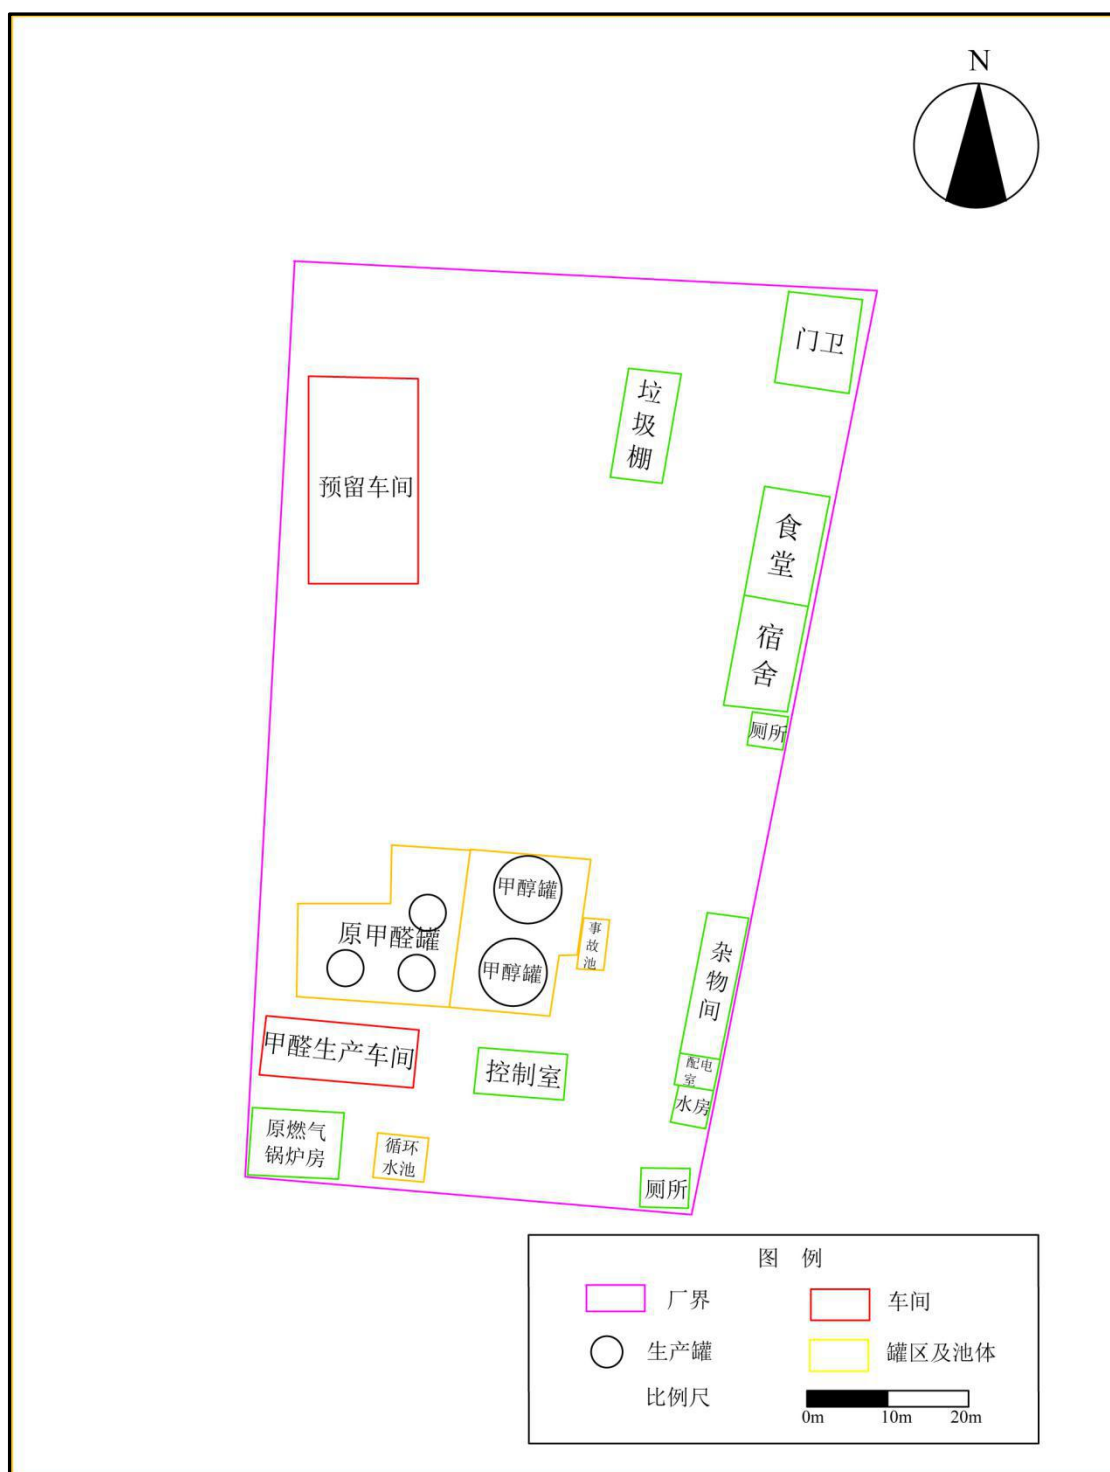 N
门卫
垃
圾
棚
预留车间
食
堂
宿
舍
厕所
甲醇罐
原甲醛罐
甲醇罐
事
故
池
杂
物
间
甲醛生产车间
控制室
配电
室
水房
原燃气
锅炉房
循环
水池
厕所
图 例
厂界
车间
生产罐
罐区及池体
比例尺
0m 10m 20m